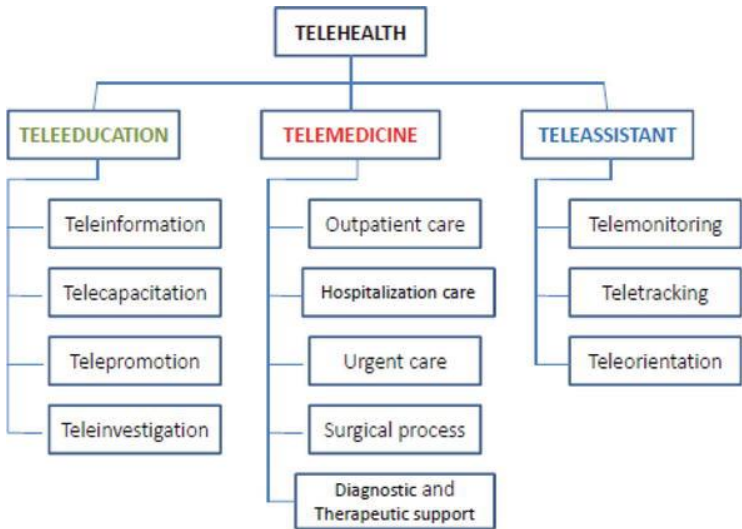 TELEHEALTH
TELEEDUCATION
Teleinformation
Telecapacitation
Telepromotion
Teleinvestigation
TELEMEDICINE
Outpatient care
Hospitalization care
Urgent care
Surgical process
Diagnostic and
Therapeutic support
TELEASSISTANT
Telemonitoring
Teletracking
Teleorientation